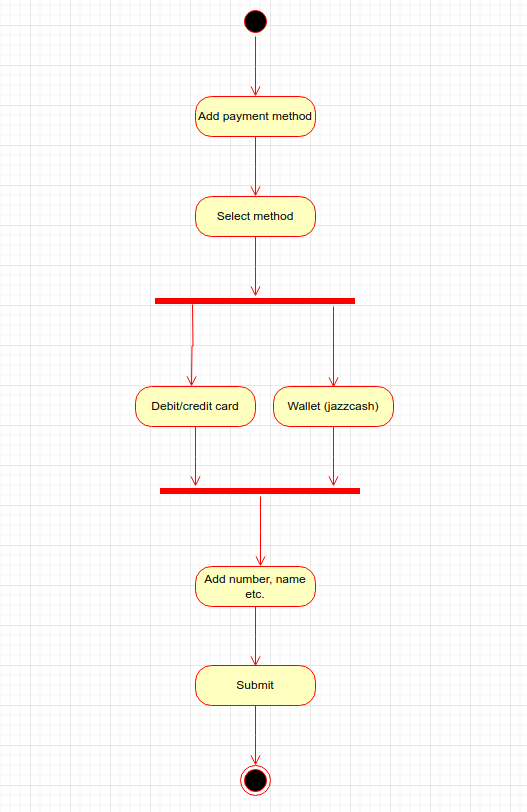 Add payment method
Select method
Debit/credit card
Wallet (jazzcash)
Add number, name
etc.
Submit